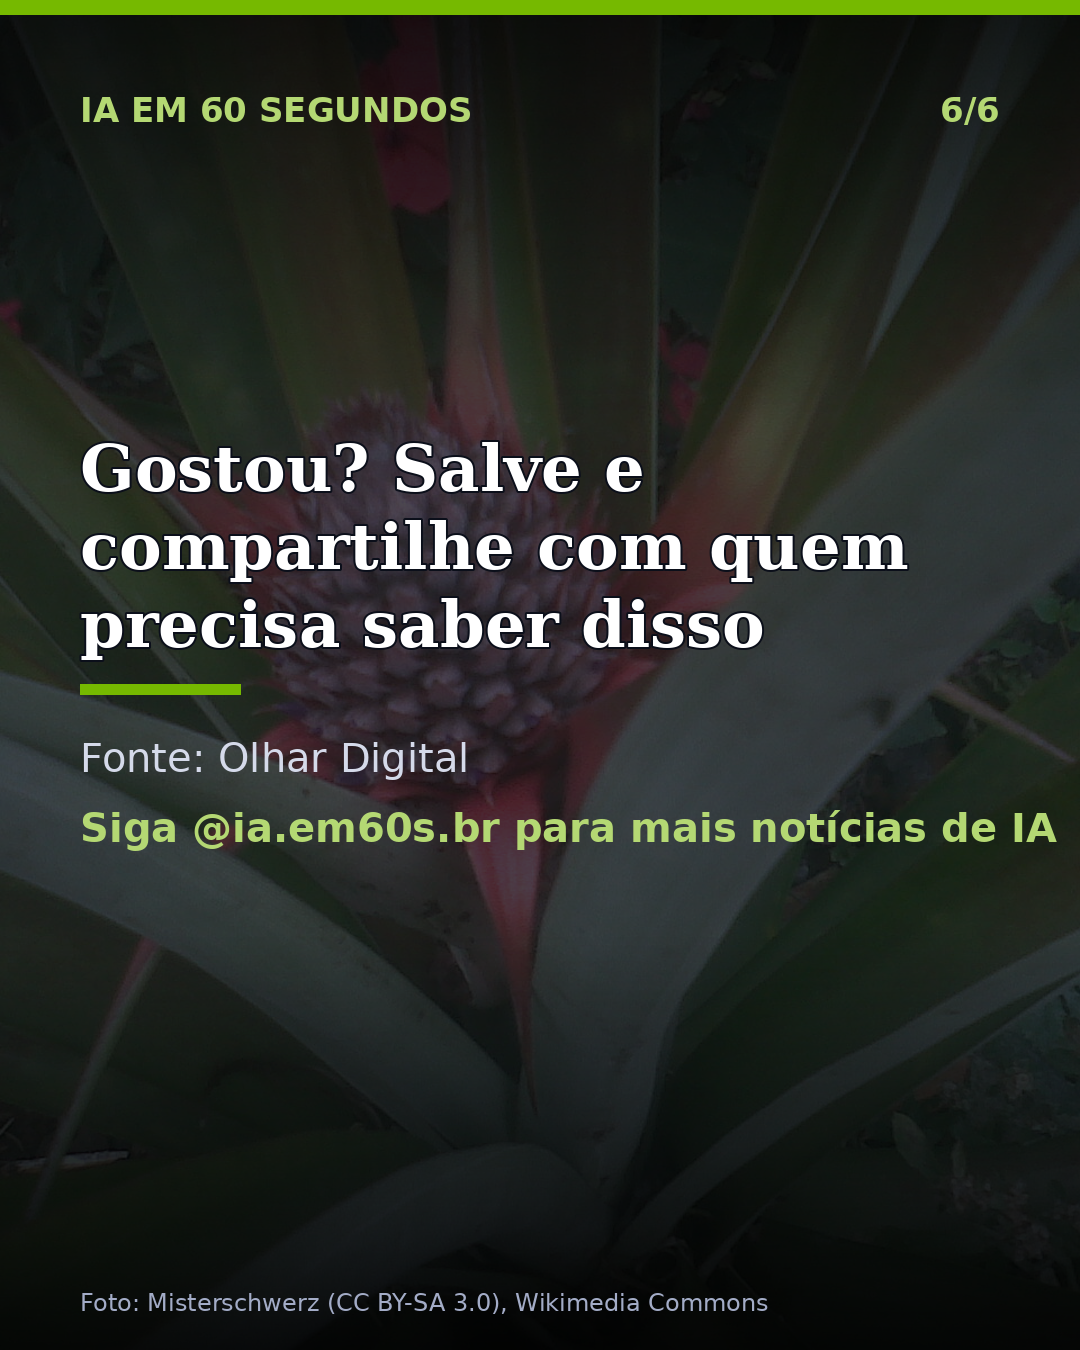 IA EM 60 SEGUNDOS
6/6
Gostou? Salve e
compartilhe com quem
precisa saber disso
Fonte: Olhar Digital
Siga @ia.em60s.br para mais notícias de IA
Foto: Misterschwerz (CC BY-SA 3.0), Wikimedia Commons